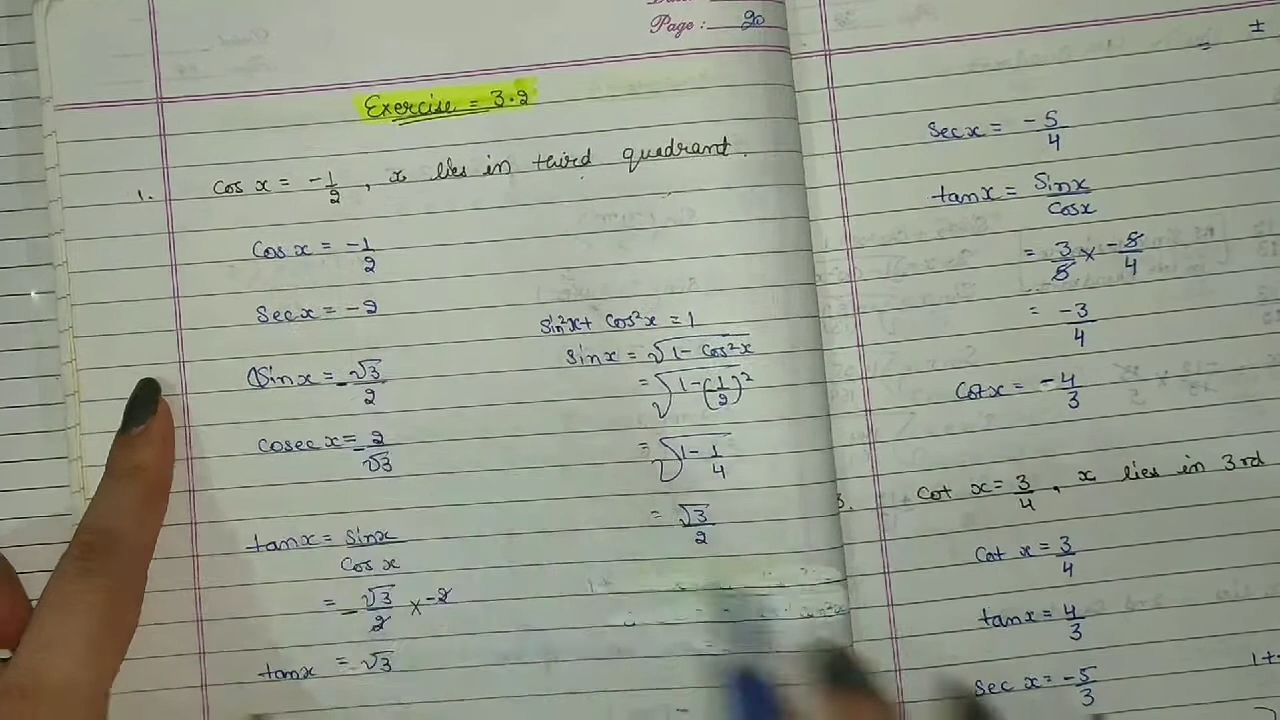 Page : 20
Exercise = 3.2
1. cos x = -1/2 , x lies in third quadrant.
cos x = -1/2
sec x = -2
sin x = -√3/2
cosec x = -2/√3
tan x = sin x/cos x
= -√3/2 × -2
tan x = √3
sin²x + cos²x = 1
sin x = √1 - cos²x
= √1-(1/2)²
= √1-1/4
= √3/2
= ±
sec x = -5/4
tan x = sin x/cos x
= 3/5 × -5/4
= -3/4
cot x = -4/3
3. cot x = 3/4 , x lies in 3rd
cot x = 3/4
tan x = 4/3
sec x = -5/3
1+